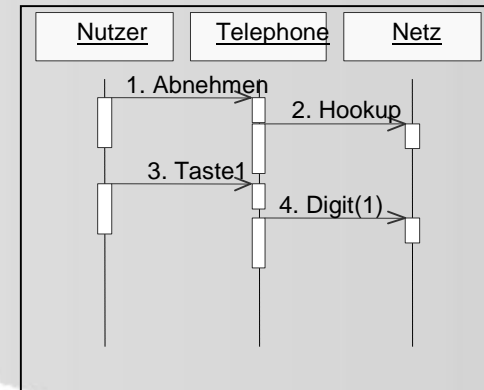 Nutzer
Telephone
Netz
1. Abnehmen
2. Hookup
3. Taste1
4. Digit(1)